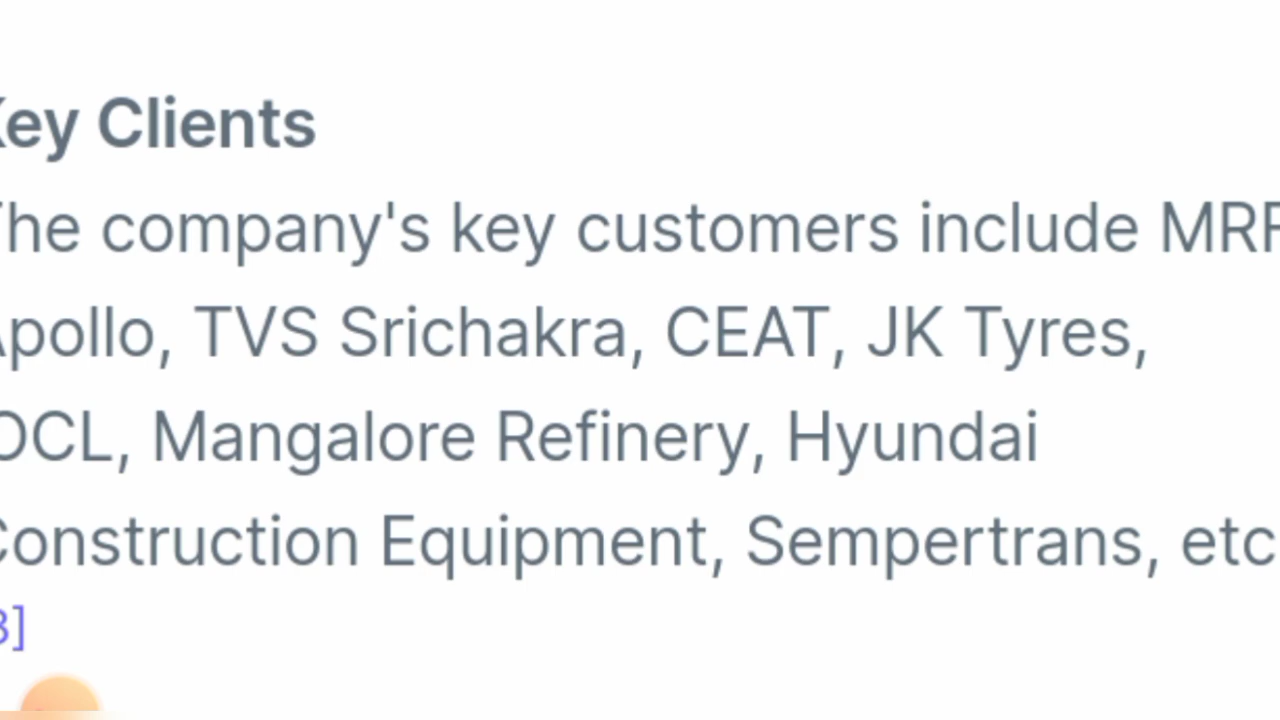 Key Clients
The company's key customers include MRF
Apollo, TVS Srichakra, CEAT, JK Tyres,
OCL, Mangalore Refinery, Hyundai
Construction Equipment, Sempertrans, etc
3]